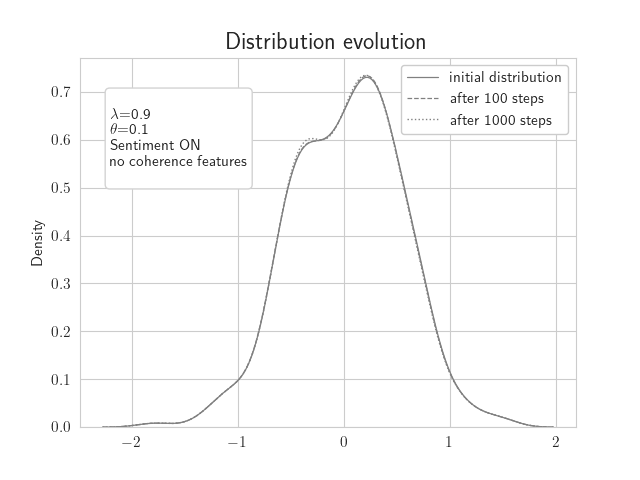 Distribution evolution
initial distribution
after 100 steps
after 1000 steps
λ=0.9
θ=0.1
Sentiment ON
no coherence features
Density
0.7
0.6
0.5
0.4
0.3
0.2
0.1
0.0
−2
−1
0
1
2